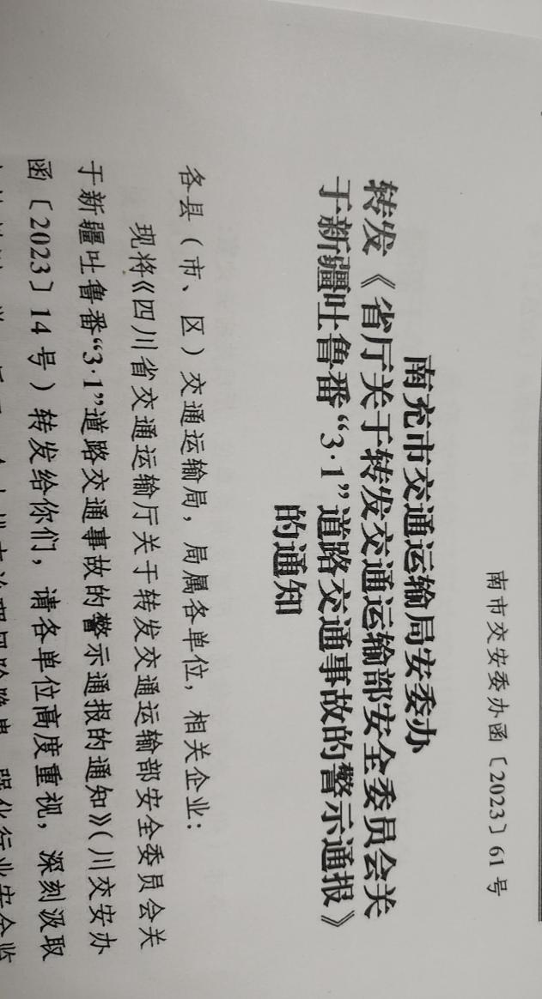 南市交安委办函〔2023〕61号
南充市交通运输局安委办
转发《省厅关于转发交通运输部安全委员会关
于新疆吐鲁番“3·1”道路交通事故的警示通报》
的通知
各县（市、区）交通运输局，局属各单位，相关企业：
现将《四川省交通运输厅关于转发交通运输部安全委员会关
于新疆吐鲁番“3·1”道路交通事故的警示通报的通知》（川交安办
函〔2023〕14号）转发给你们，请各单位高度重视，深刻汲取
强化行业安全监